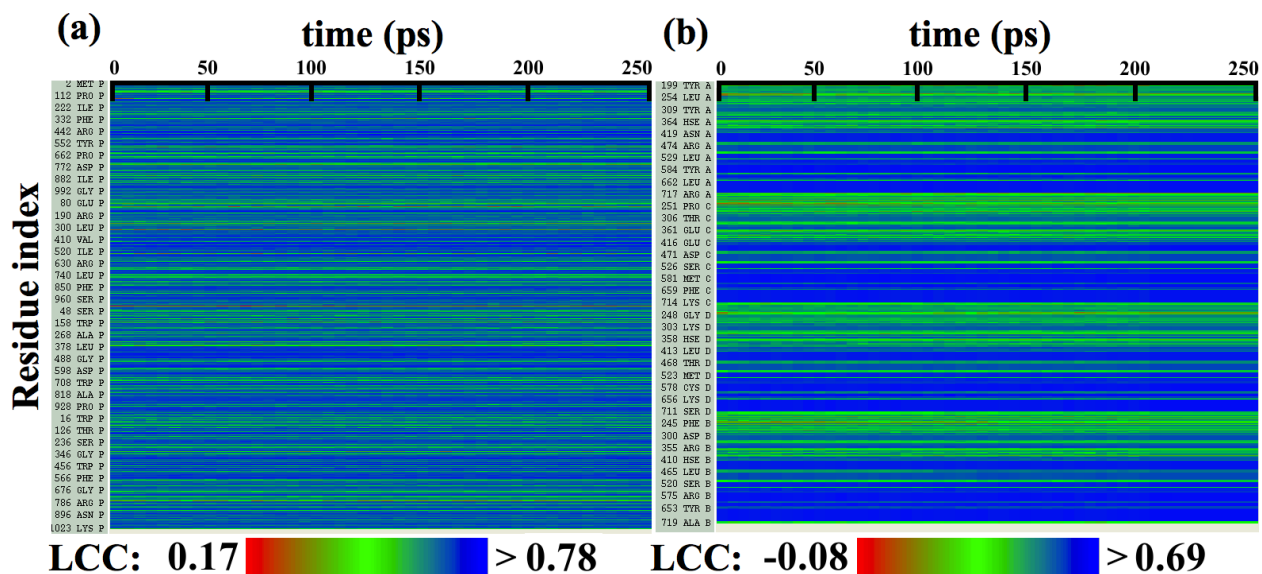 (a)
time (ps)
0 50 100 150 200 250
Residue index
2 MET P
112 PRO P
222 ILE P
332 PHE P
442 ARG P
552 TYR P
662 PRO P
772 ASP P
882 ILE P
992 GLY P
80 GLU P
190 ARG P
300 LEU P
410 VAL P
520 ILE P
630 ARG P
740 LEU P
850 PHE P
960 SER P
48 SER P
158 TRP P
268 ALA P
378 LEU P
488 GLY P
598 ASP P
708 TRP P
818 ALA P
928 PRO P
16 TRP P
126 THR P
236 SER P
346 GLY P
456 TRP P
566 PHE P
676 GLY P
786 ARG P
896 ASN P
1023 LYS P
LCC: 0.17 > 0.78
(b)
time (ps)
0 50 100 150 200 250
199 TYR A
254 LEU A
309 TYR A
364 HSE A
419 ASN A
474 ARG A
529 LEU A
584 TYR A
662 LEU A
717 ARG A
251 PRO C
306 THR C
361 GLU C
416 GLU C
471 ASP C
526 SER C
581 MET C
659 PHE C
714 LYS C
248 GLY D
303 LYS D
358 HSE D
413 LEU D
468 THR D
523 MET D
578 CYS D
656 LYS D
711 SER D
245 PHE B
300 ASP B
355 ARG B
410 HSE B
465 LEU B
520 SER B
575 ARG B
653 TYR B
719 ALA B
LCC: -0.08 > 0.69